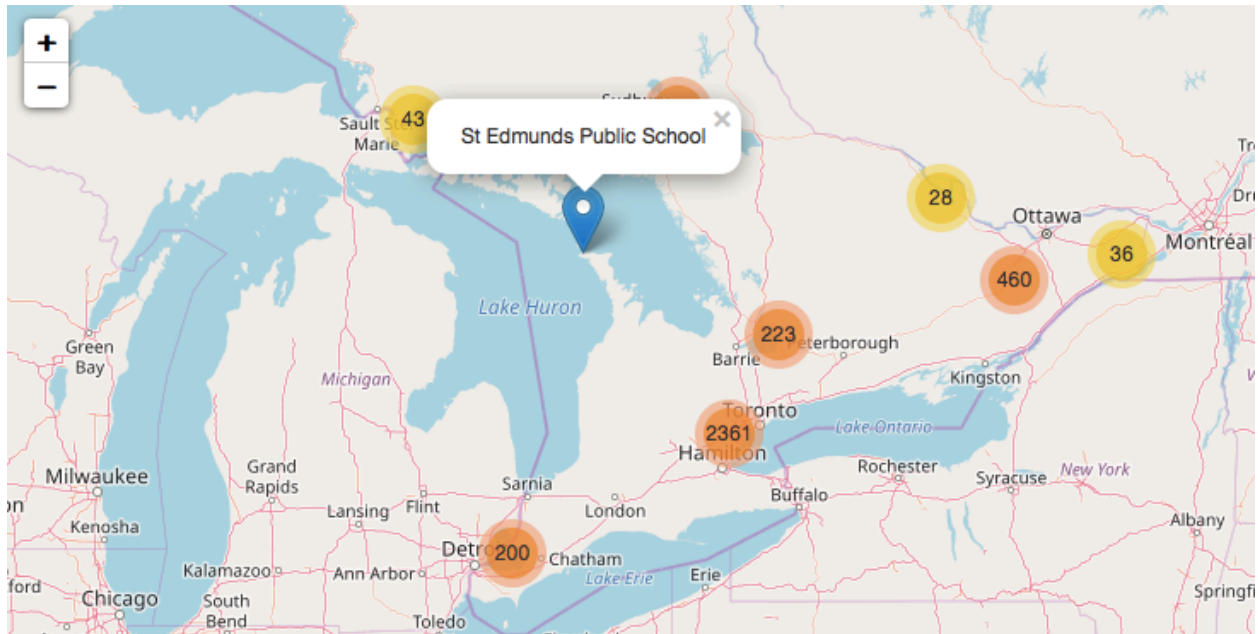 +
−
Sudbury
43
Sault Ste.
Marie
St Edmunds Public School
×
28
Ottawa
36
Montréal
460
Lake Huron
223
Green
Bay
Barrie
Peterborough
Michigan
Kingston
Toronto
2361
Hamilton
Lake Ontario
Milwaukee
Grand
Rapids
Sarnia
Rochester
Syracuse
New York
Kenosha
Lansing
Flint
London
Buffalo
Albany
200
Chatham
Kalamazoo
Ann Arbor
Lake Erie
Erie
Chicago
South
Bend
Toledo